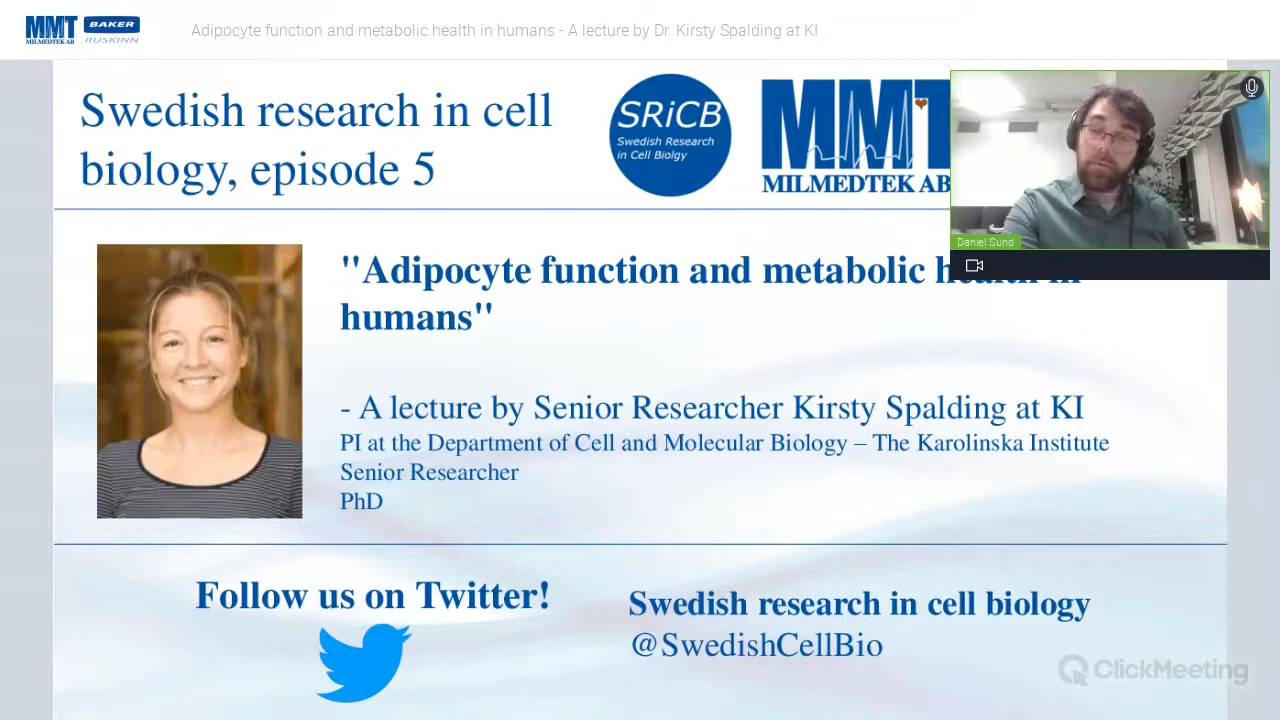 MMT
MILMEDTEK AB
BAKER
RUSKINN
Adipocyte function and metabolic health in humans - A lecture by Dr. Kirsty Spalding at KI
Swedish research in cell
biology, episode 5
SRiCB
Swedish Research
in Cell Biolgy
MMT
MILMEDTEK AB
Daniel Sund
"Adipocyte function and metabolic health in
humans"
- A lecture by Senior Researcher Kirsty Spalding at KI
PI at the Department of Cell and Molecular Biology – The Karolinska Institute
Senior Researcher
PhD
Follow us on Twitter!
Swedish research in cell biology
@SwedishCellBio
ClickMeeting